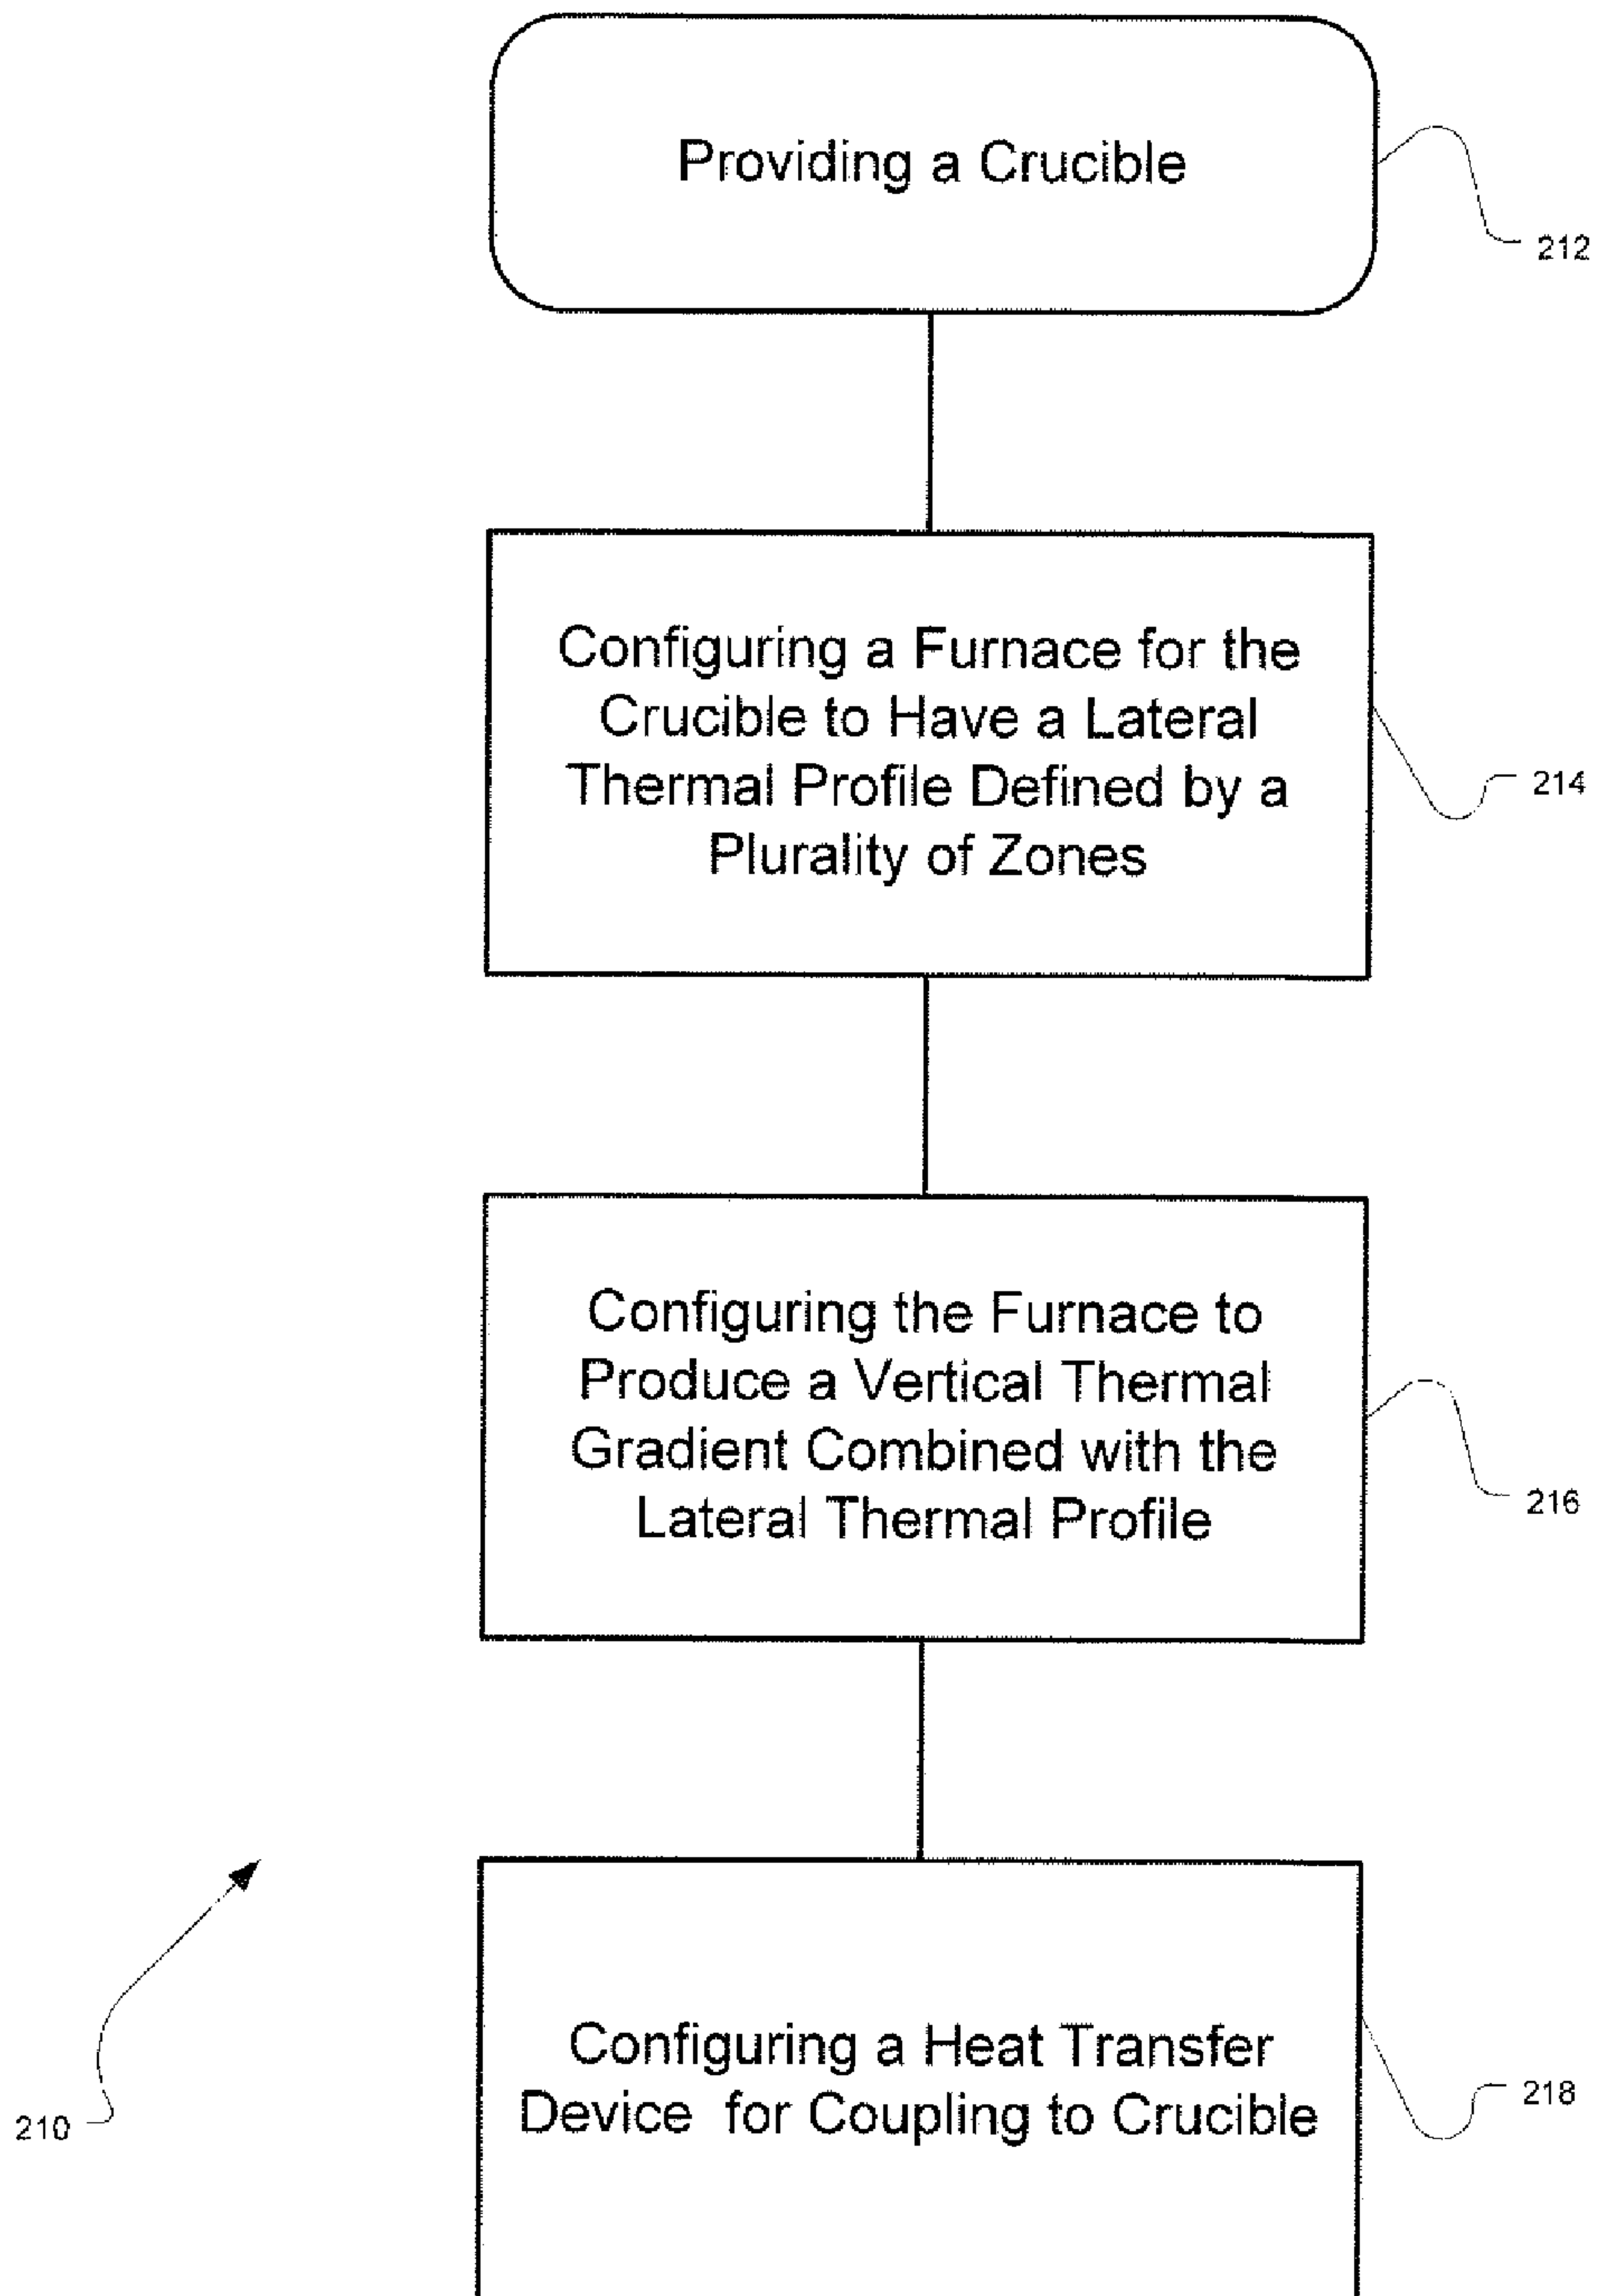 Providing a Crucible
212
Configuring a Furnace for the
Crucible to Have a Lateral
Thermal Profile Defined by a
Plurality of Zones
214
Configuring the Furnace to
Produce a Vertical Thermal
Gradient Combined with the
Lateral Thermal Profile
216
Configuring a Heat Transfer
Device for Coupling to Crucible
218
210